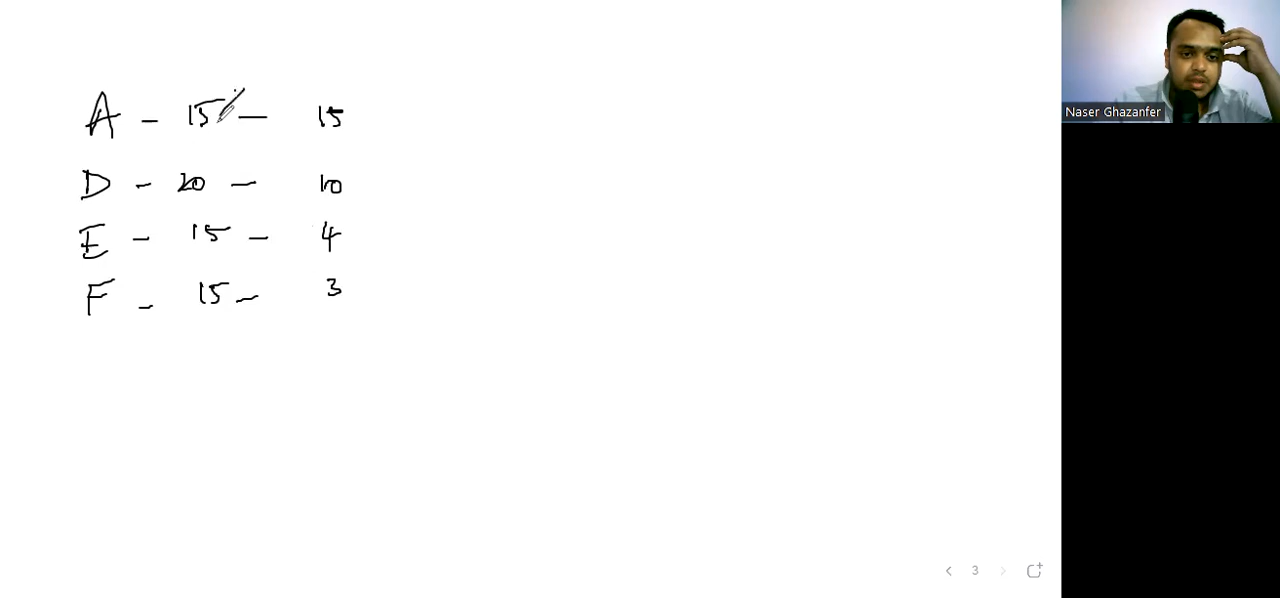 A - 15% - 15
Naser Ghazanfer
D - 20 - 10
E - 15 - 4
F - 15 - 3
3